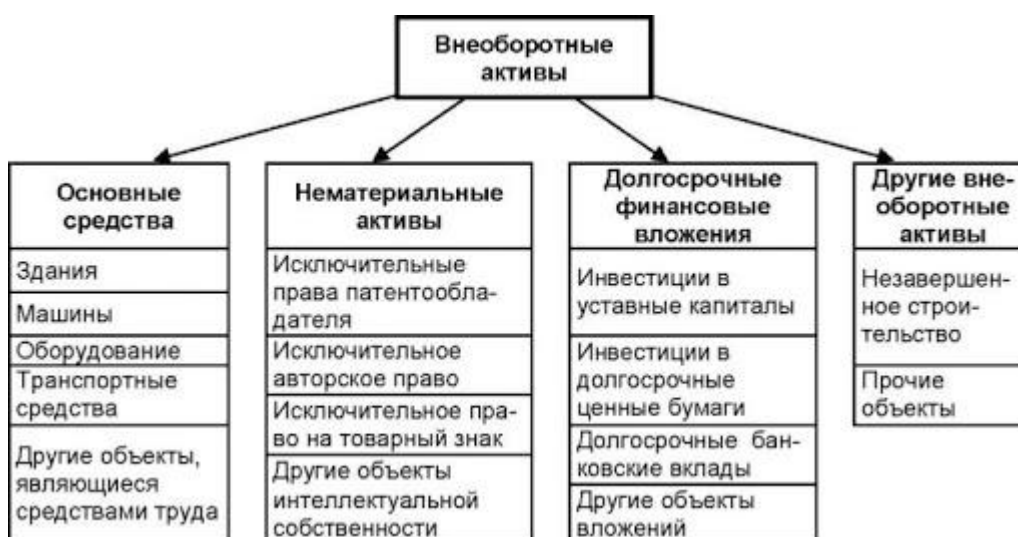 Внеоборотные
активы
Основные
средства
Здания
Машины
Оборудование
Транспортные
средства
Другие объекты,
являющиеся
средствами труда
Нематериальные
активы
Исключительные
права патентообла-
дателя
Исключительное
авторское право
Исключительное пра-
во на товарный знак
Другие объекты
интеллектуальной
собственности
Долгосрочные
финансовые
вложения
Инвестиции в
уставные капиталы
Инвестиции в
долгосрочные
ценные бумаги
Долгосрочные бан-
ковские вклады
Другие объекты
вложений
Другие вне-
оборотные
активы
Незавершен-
ное строи-
тельство
Прочие
объекты